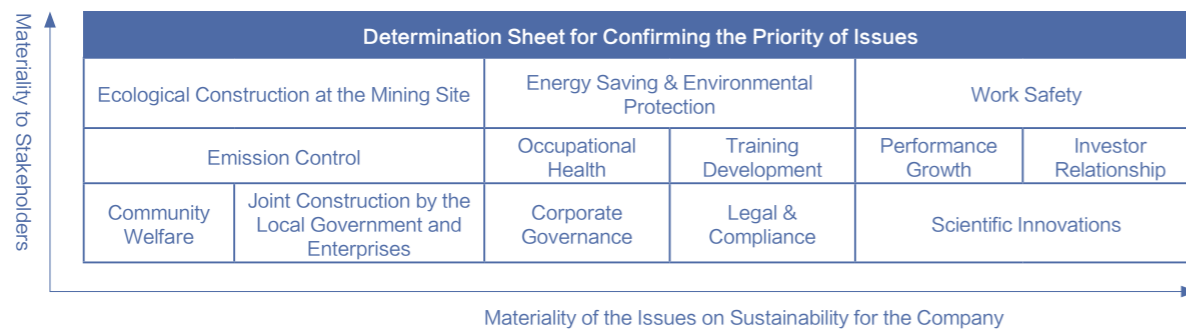 Materiality to Stakeholders
Determination Sheet for Confirming the Priority of Issues
Ecological Construction at the Mining Site
Energy Saving & Environmental
Protection
Work Safety
Emission Control
Occupational
Health
Training
Development
Performance
Growth
Investor
Relationship
Community
Welfare
Joint Construction by the
Local Government and
Enterprises
Corporate
Governance
Legal &
Compliance
Scientific Innovations
Materiality of the Issues on Sustainability for the Company